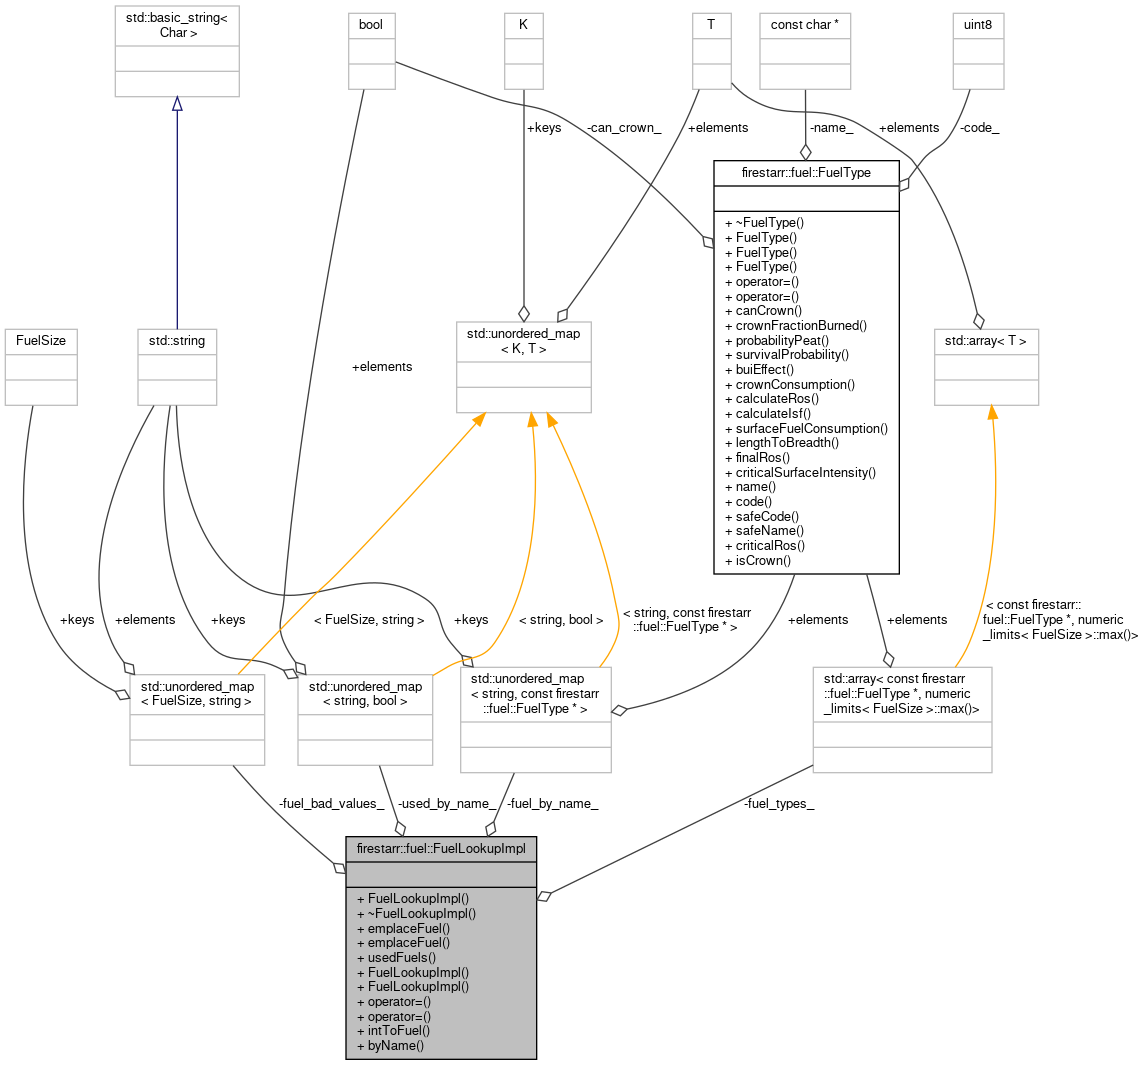 std::basic_string<
Char >
bool
K
T
const char *
uint8
+keys
-can_crown_
+elements
-name_
+elements
-code_
firestarr::fuel::FuelType
+ ~FuelType()
+ FuelType()
+ FuelType()
+ FuelType()
+ operator=()
+ operator=()
+ canCrown()
+ crownFractionBurned()
+ probabilityPeat()
+ survivalProbability()
+ buiEffect()
+ crownConsumption()
+ calculateRos()
+ calculateIsf()
+ surfaceFuelConsumption()
+ lengthToBreadth()
+ finalRos()
+ criticalSurfaceIntensity()
+ name()
+ code()
+ safeCode()
+ safeName()
+ criticalRos()
+ isCrown()
FuelSize
std::string
+elements
std::unordered_map
< K, T >
std::array< T >
+keys
+elements
+keys
< FuelSize, string >
+keys
< string, bool >
< string, const firestarr
::fuel::FuelType * >
+elements
+elements
< const firestarr::
fuel::FuelType *, numeric
_limits< FuelSize >::max()>
std::unordered_map
< FuelSize, string >
std::unordered_map
< string, bool >
std::unordered_map
< string, const firestarr
::fuel::FuelType * >
std::array< const firestarr
::fuel::FuelType *, numeric
_limits< FuelSize >::max()>
-fuel_bad_values_
-used_by_name_
-fuel_by_name_
-fuel_types_
firestarr::fuel::FuelLookupImpl
+ FuelLookupImpl()
+ ~FuelLookupImpl()
+ emplaceFuel()
+ emplaceFuel()
+ usedFuels()
+ FuelLookupImpl()
+ FuelLookupImpl()
+ operator=()
+ operator=()
+ intToFuel()
+ byName()